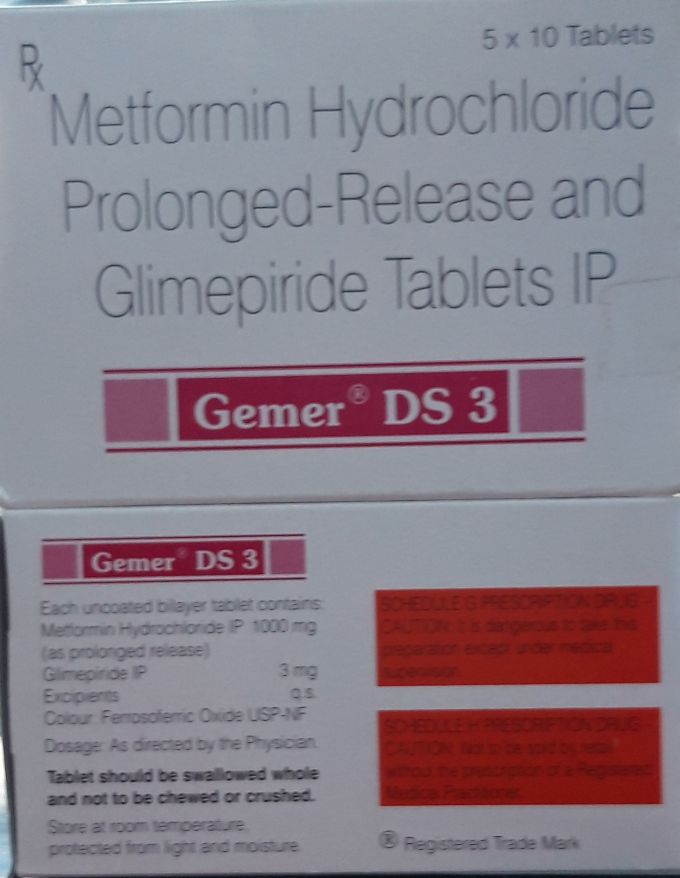 Rx
5 x 10 Tablets
Metformin Hydrochloride
Prolonged-Release and
Glimepiride Tablets IP
Gemer® DS 3
Gemer® DS 3
Each uncoated bilayer tablet contains:
Metformin Hydrochloride IP 1000 mg
(as prolonged release)
Glimepiride IP 3 mg
Excipients q.s.
Colour: Ferrosoferric Oxide USP-NF
Dosage: As directed by the Physician.
Tablet should be swallowed whole
and not to be chewed or crushed.
Store at room temperature,
protected from light and moisture.
SCHEDULE G PRESCRIPTION DRUG -
CAUTION: It is dangerous to take this
preparation except under medical
supervision.
SCHEDULE H PRESCRIPTION DRUG -
CAUTION: Not to be sold by retail
without the prescription of a Registered
Medical Practitioner.
® Registered Trade Mark